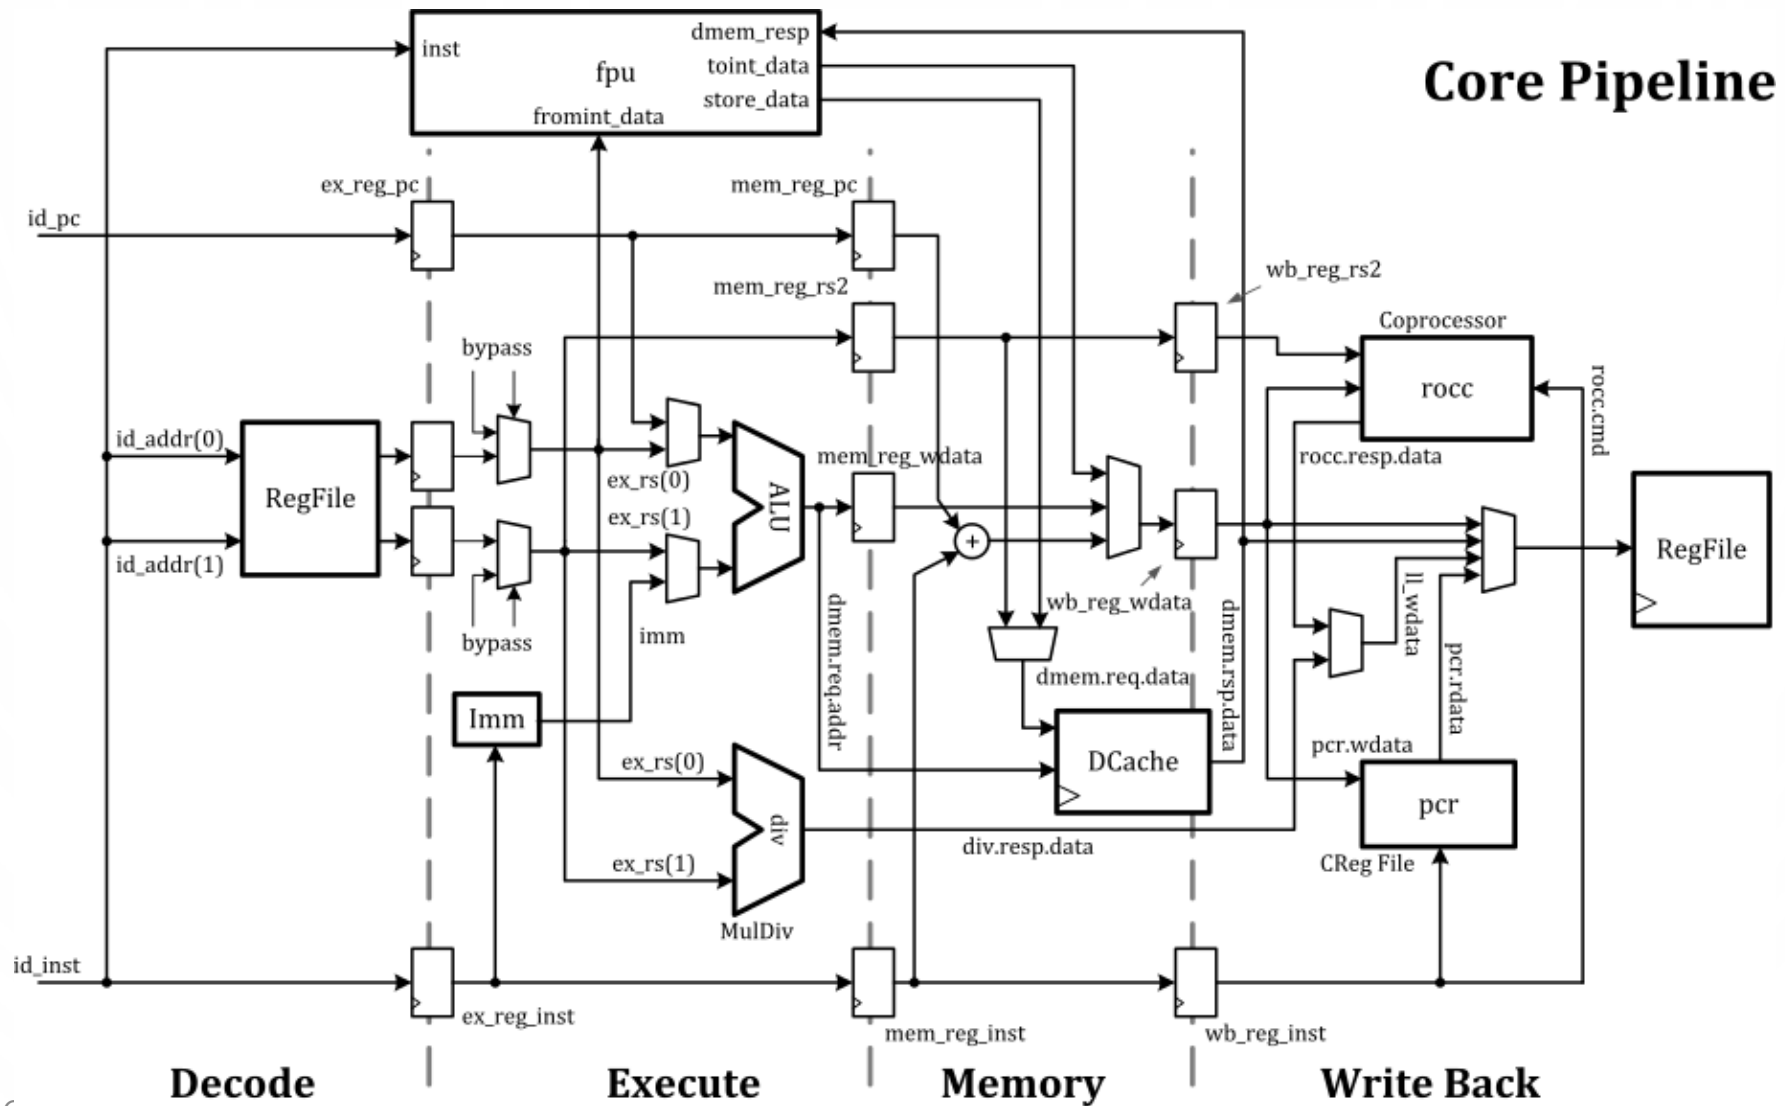 Core Pipeline
dmem_resp
inst
toint_data
fpu
store_data
fromint_data
ex_reg_pc
mem_reg_pc
id_pc
wb_reg_rs2
mem_reg_rs2
Coprocessor
bypass
rocc
rocc.cmd
id_addr(0)
mem_reg_wdata
rocc.resp.data
ex_rs(0)
RegFile
ALU
ex_rs(1)
RegFile
id_addr(1)
ll_wdata
wb_reg_wdata
bypass
imm
dmem.req.addr
dmem.rsp.data
dmem.req.data
pcr.rdata
Imm
pcr.wdata
ex_rs(0)
DCache
pcr
div
div.resp.data
ex_rs(1)
CReg File
MulDiv
id_inst
ex_reg_inst
mem_reg_inst
wb_reg_inst
Decode
Execute
Memory
Write Back